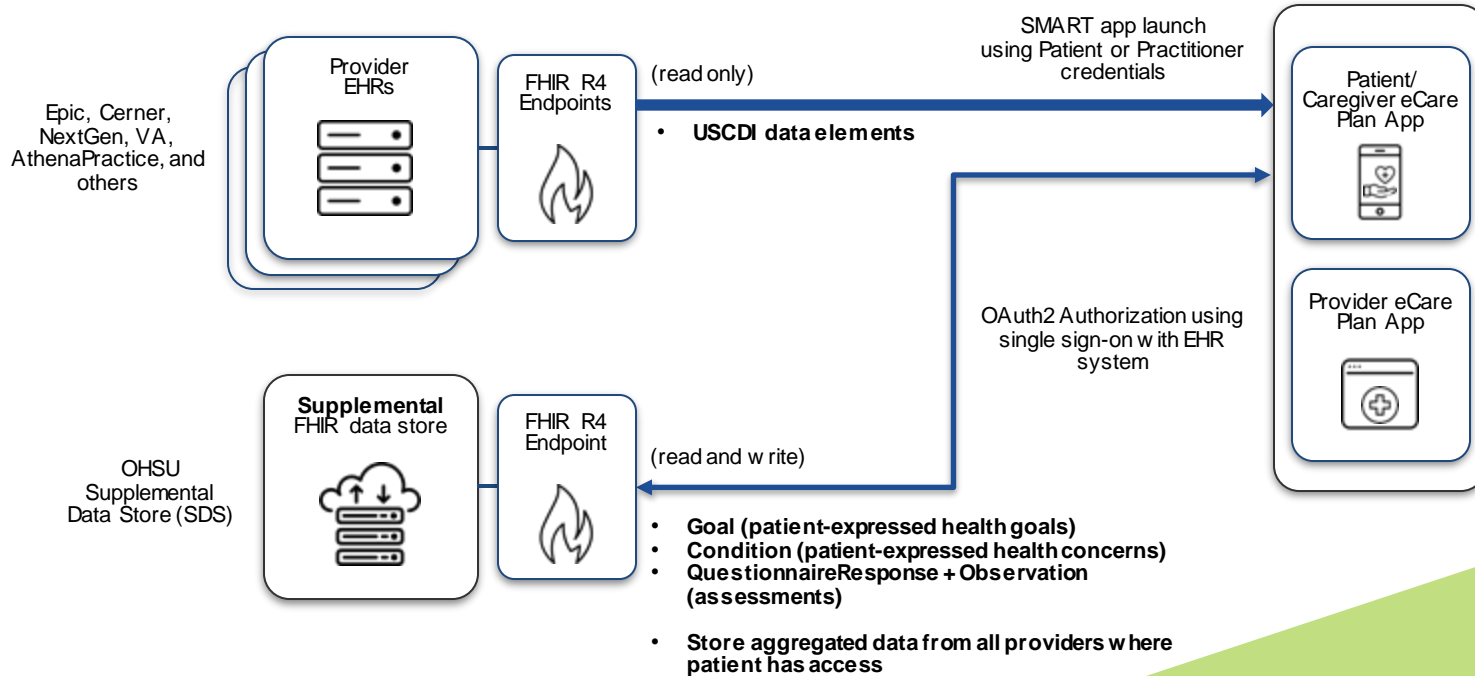 Epic, Cerner,
NextGen, VA,
AthenaPractice, and
others
Provider
EHRs
FHIR R4
Endpoints
(read only)
• USCDI data elements
SMART app launch
using Patient or Practitioner
credentials
Patient/
Caregiver eCare
Plan App
Provider eCare
Plan App
OAuth2 Authorization using
single sign-on with EHR
system
OHSU
Supplemental
Data Store (SDS)
Supplemental
FHIR data store
FHIR R4
Endpoint
(read and write)
• Goal (patient-expressed health goals)
• Condition (patient-expressed health concerns)
• QuestionnaireResponse + Observation
(assessments)
• Store aggregated data from all providers where
patient has access